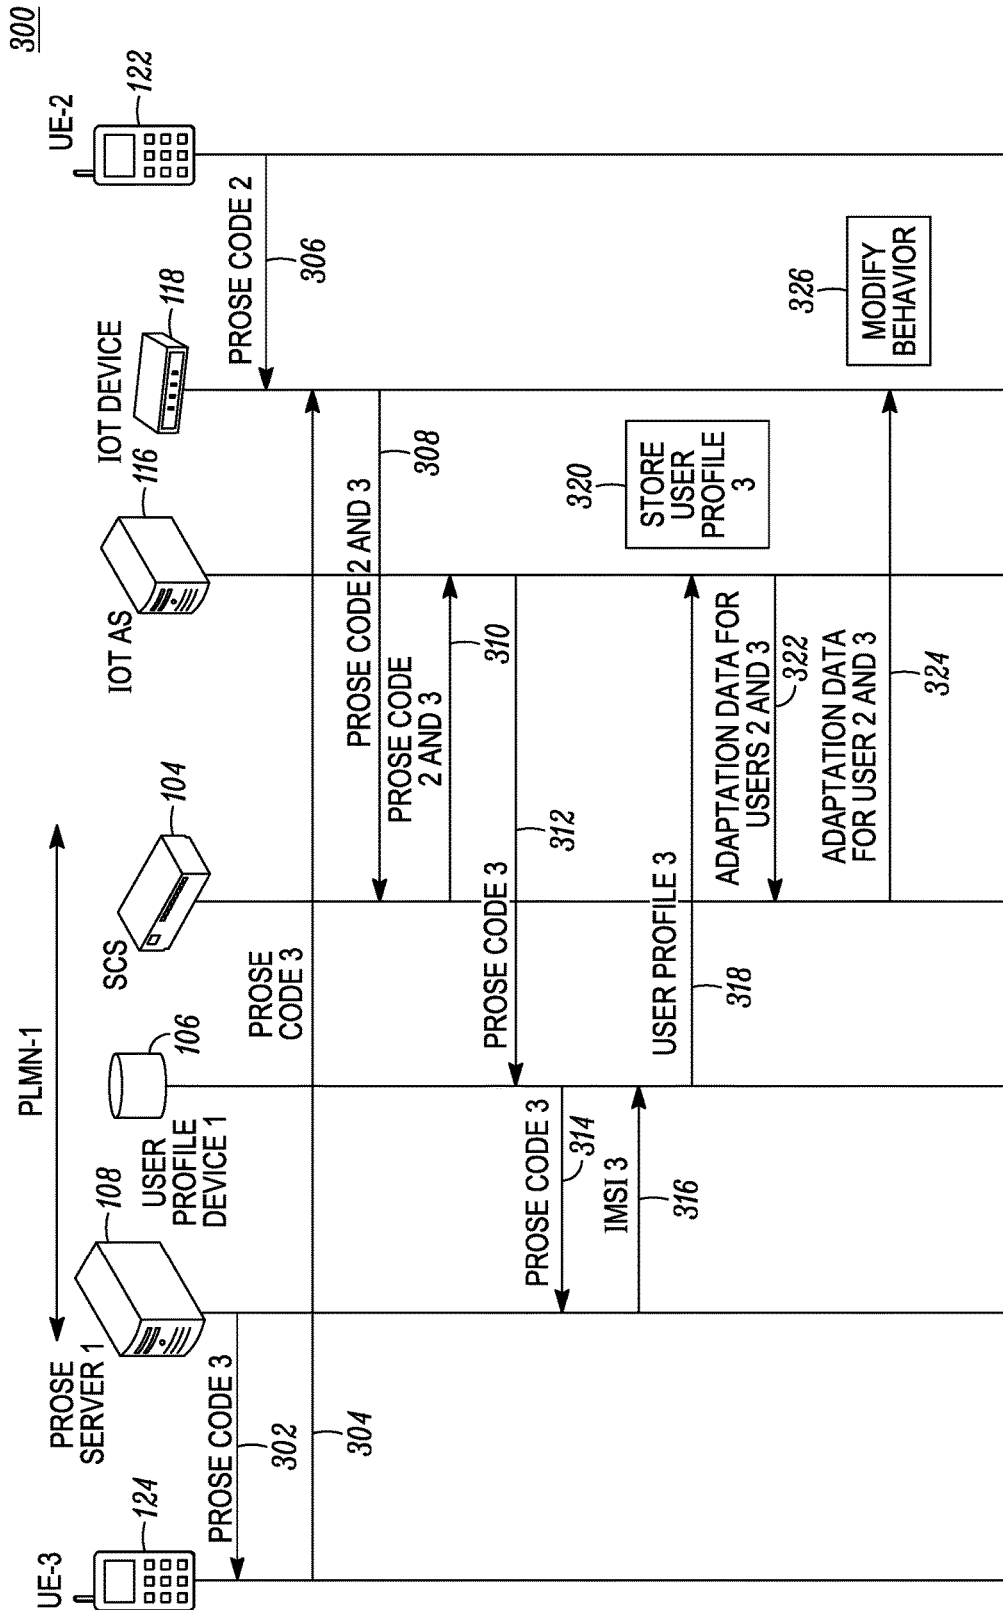 300
PLMN-1
UE-3
124
PROSE
SERVER 1
108
USER
PROFILE
DEVICE 1
106
SCS
104
IOT AS
116
IOT DEVICE
118
UE-2
122
PROSE CODE 3
302
PROSE CODE 2
306
PROSE
CODE 3
304
PROSE CODE 2 AND 3
308
PROSE CODE
2 AND 3
310
PROSE CODE 3
312
PROSE CODE 3
314
IMSI 3
316
USER PROFILE 3
318
STORE
USER
PROFILE
3
320
ADAPTATION DATA FOR
USERS 2 AND 3
322
ADAPTATION DATA
FOR USER 2 AND 3
324
MODIFY
BEHAVIOR
326